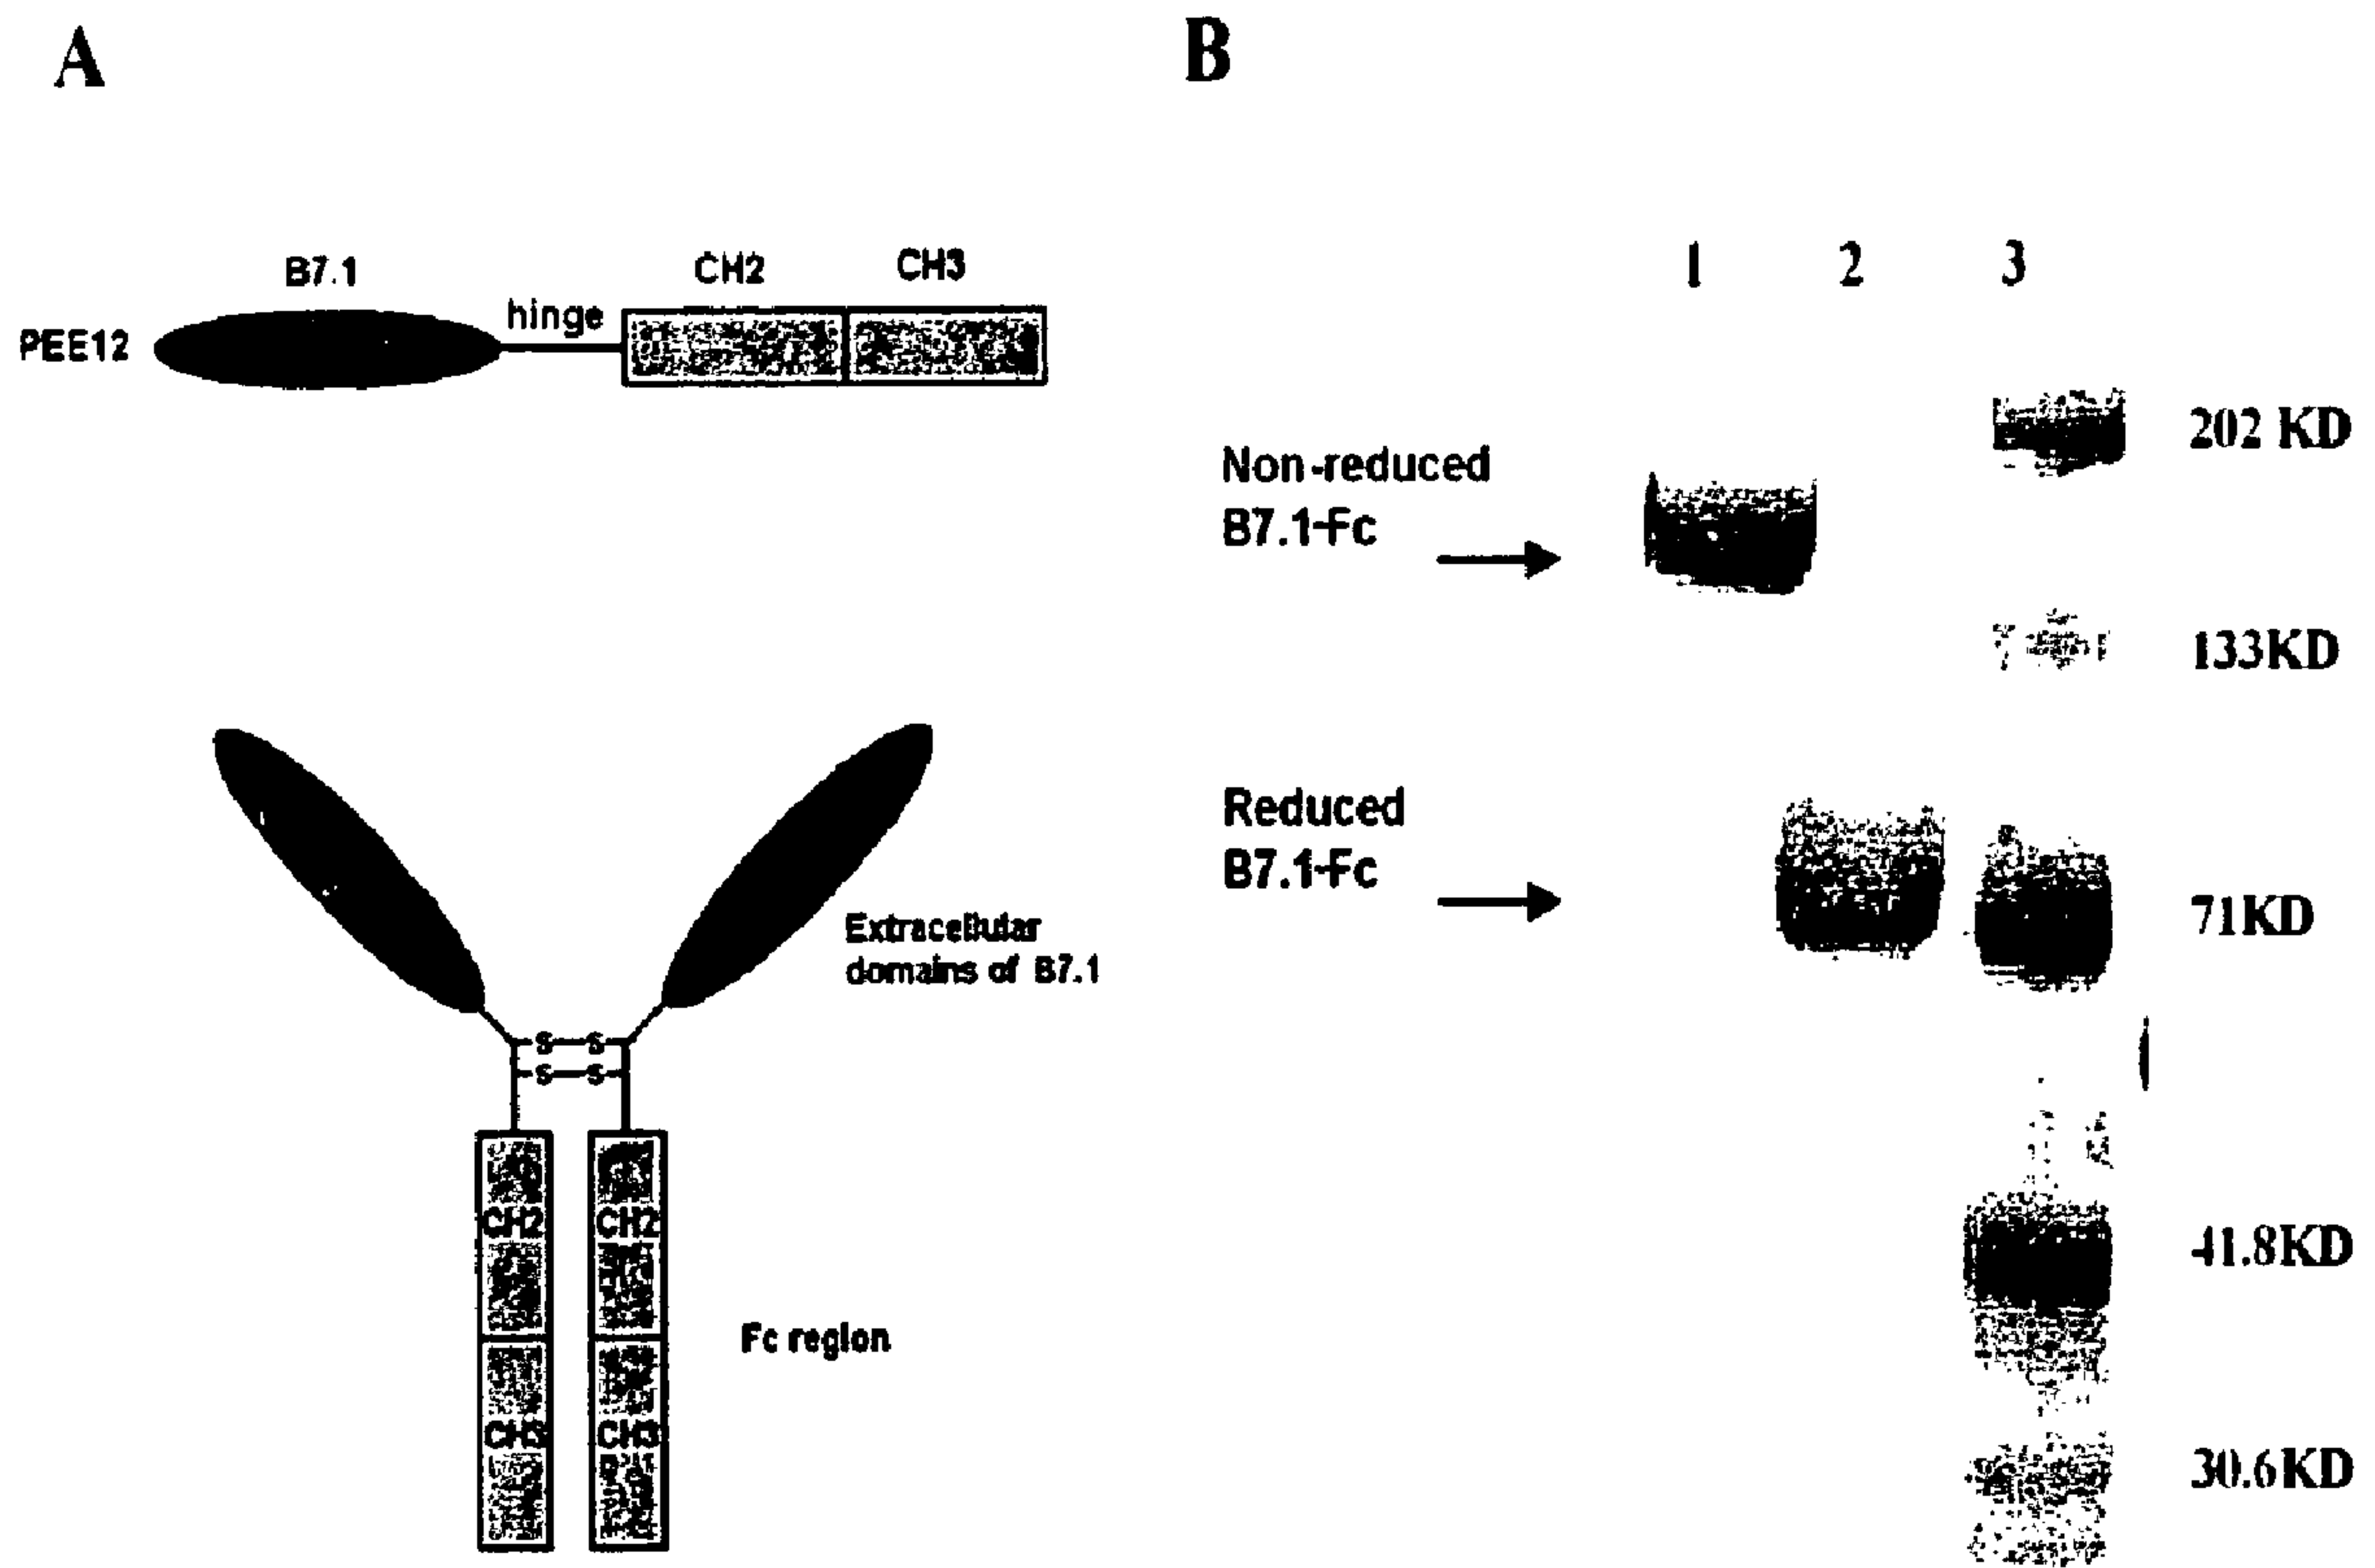 A
B7.1
hinge
CH2
CH3
PEE12
Extracellular
domains of B7.1
S S
S S
CH2 CH2
CH3 CH3
Fc region
B
1 2 3
Non-reduced
B7.1-Fc
Reduced
B7.1-Fc
202 KD
133KD
71KD
41.8KD
30.6KD